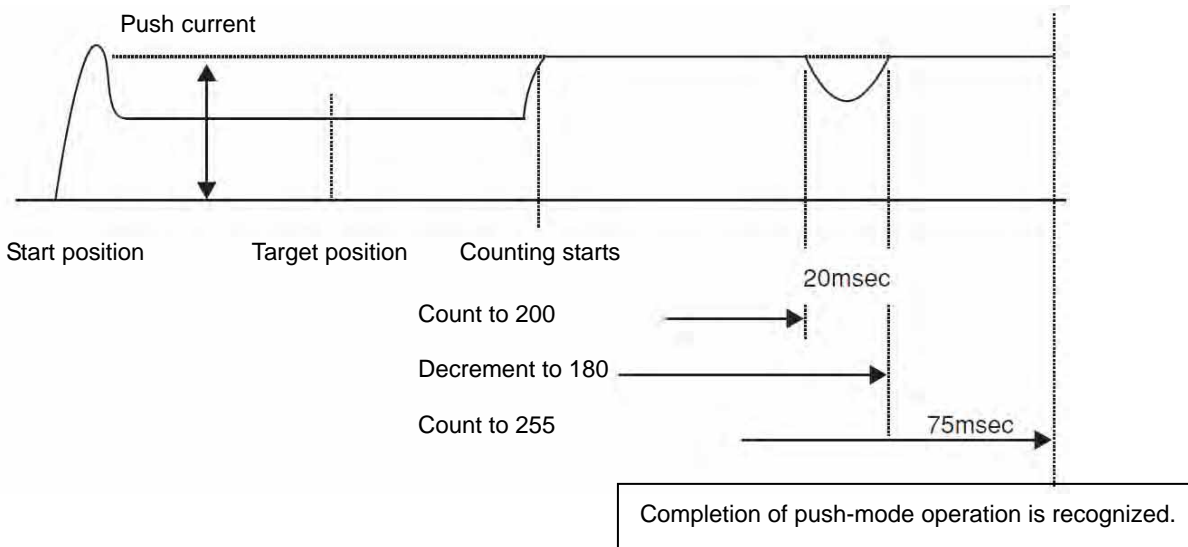 Push current
Start position
Target position
Counting starts
20msec
Count to 200
Decrement to 180
Count to 255
75msec
Completion of push-mode operation is recognized.